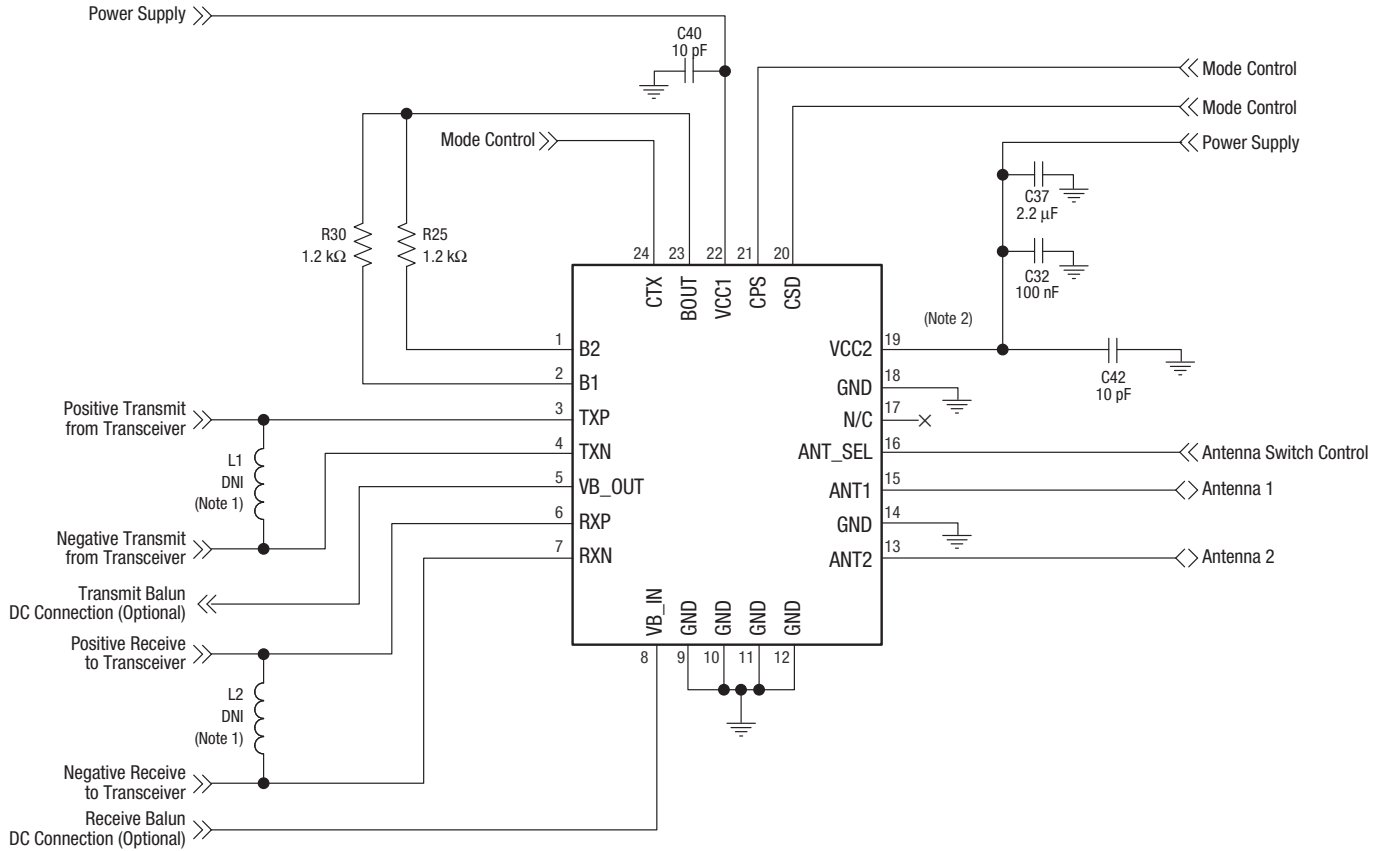 Power Supply
C40
10 pF
Mode Control
Mode Control
Mode Control
Power Supply
C37
2.2 µF
R30
1.2 kΩ
R25
1.2 kΩ
C32
100 nF
24
23
22
21
20
CTX
BOUT
VCC1
CPS
CSD
(Note 2)
1
B2
VCC2
19
2
B1
GND
18
C42
10 pF
Positive Transmit
from Transceiver
3
TXP
N/C
17
4
TXN
ANT_SEL
16
Antenna Switch Control
L1
DNI
(Note 1)
5
VB_OUT
ANT1
15
Antenna 1
6
RXP
GND
14
Negative Transmit
from Transceiver
7
RXN
ANT2
13
Antenna 2
Transmit Balun
DC Connection (Optional)
VB_IN
GND
GND
GND
GND
Positive Receive
to Transceiver
8
9
10
11
12
L2
DNI
(Note 1)
Negative Receive
to Transceiver
Receive Balun
DC Connection (Optional)